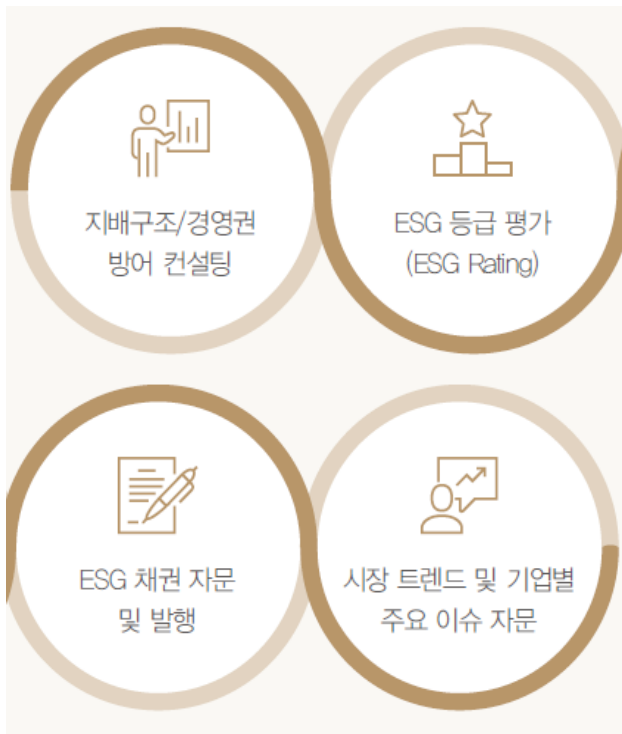 지배구조/경영권
방어 컨설팅
ESG 등급 평가
(ESG Rating)
ESG 채권 자문
및 발행
시장 트렌드 및 기업별
주요 이슈 자문